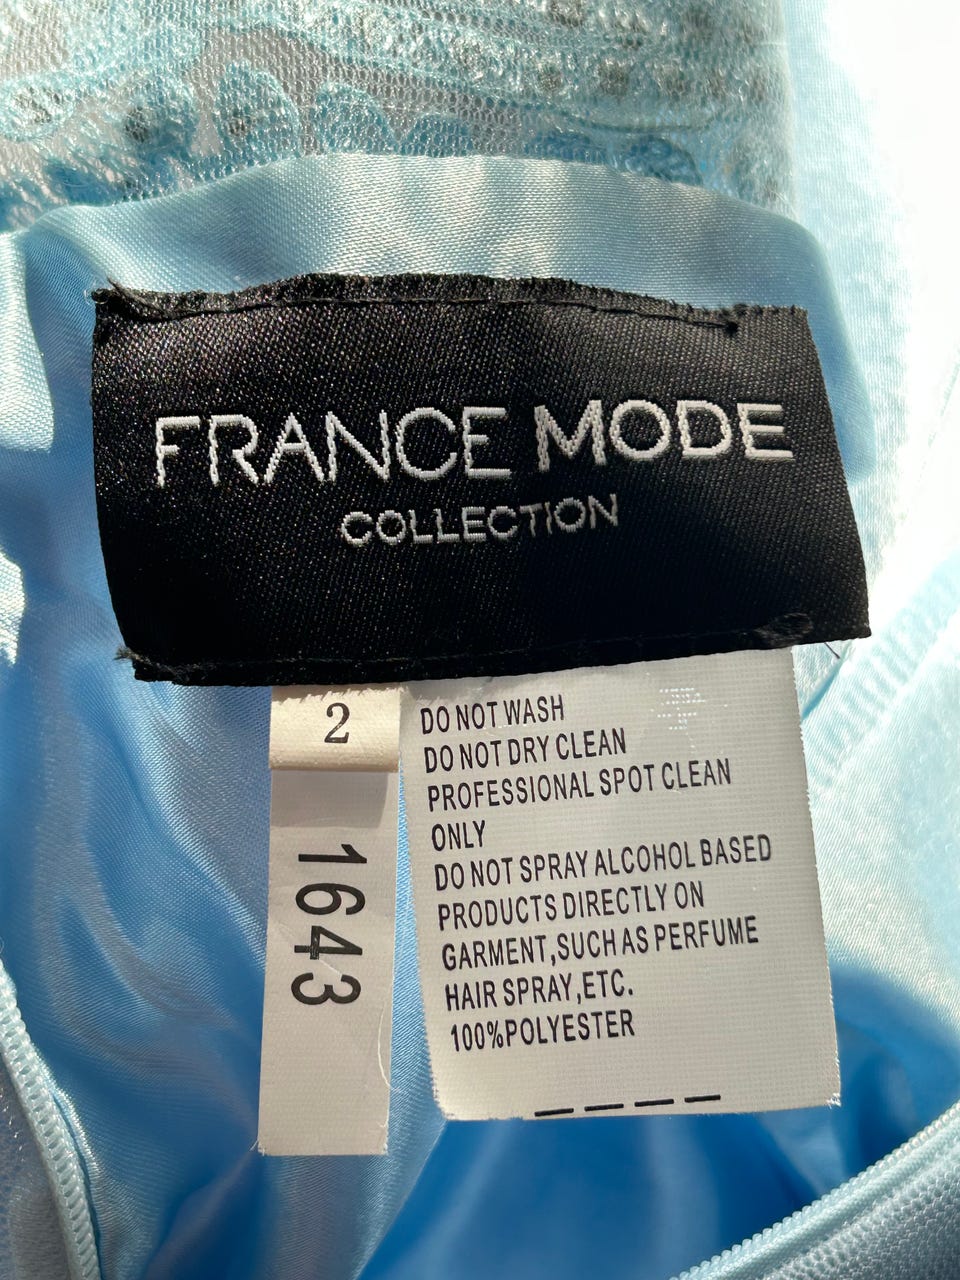 FRANCE MODE
COLLECTION
2
1643
DO NOT WASH
DO NOT DRY CLEAN
PROFESSIONAL SPOT CLEAN
ONLY
DO NOT SPRAY ALCOHOL BASED
PRODUCTS DIRECTLY ON
GARMENT,SUCH AS PERFUME
HAIR SPRAY,ETC.
100%POLYESTER